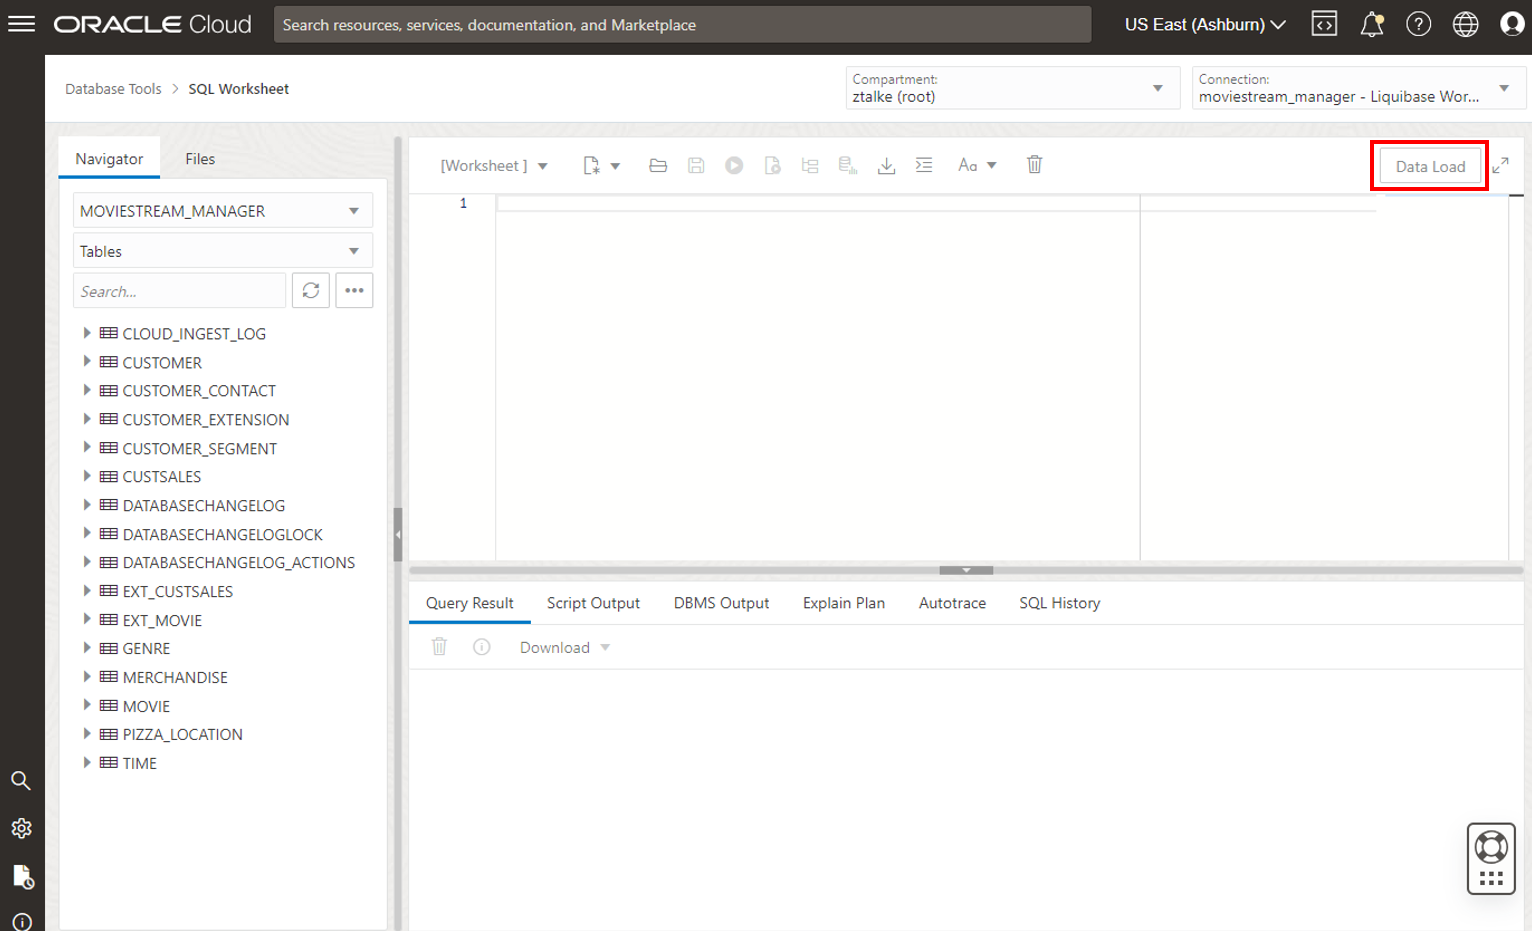 ORACLE Cloud
Search resources, services, documentation, and Marketplace
US East (Ashburn)
Database Tools > SQL Worksheet
Compartment:
ztalke (root)
Connection:
moviestream_manager - Liquibase Wor...
Navigator
Files
[Worksheet ]
Aa
Data Load
MOVIESTREAM_MANAGER
Tables
Search...
1
CLOUD_INGEST_LOG
CUSTOMER
CUSTOMER_CONTACT
CUSTOMER_EXTENSION
CUSTOMER_SEGMENT
CUSTSALES
DATABASECHANGELOG
DATABASECHANGELOGLOCK
DATABASECHANGELOG_ACTIONS
EXT_CUSTSALES
EXT_MOVIE
GENRE
MERCHANDISE
MOVIE
PIZZA_LOCATION
TIME
Query Result
Script Output
DBMS Output
Explain Plan
Autotrace
SQL History
Download